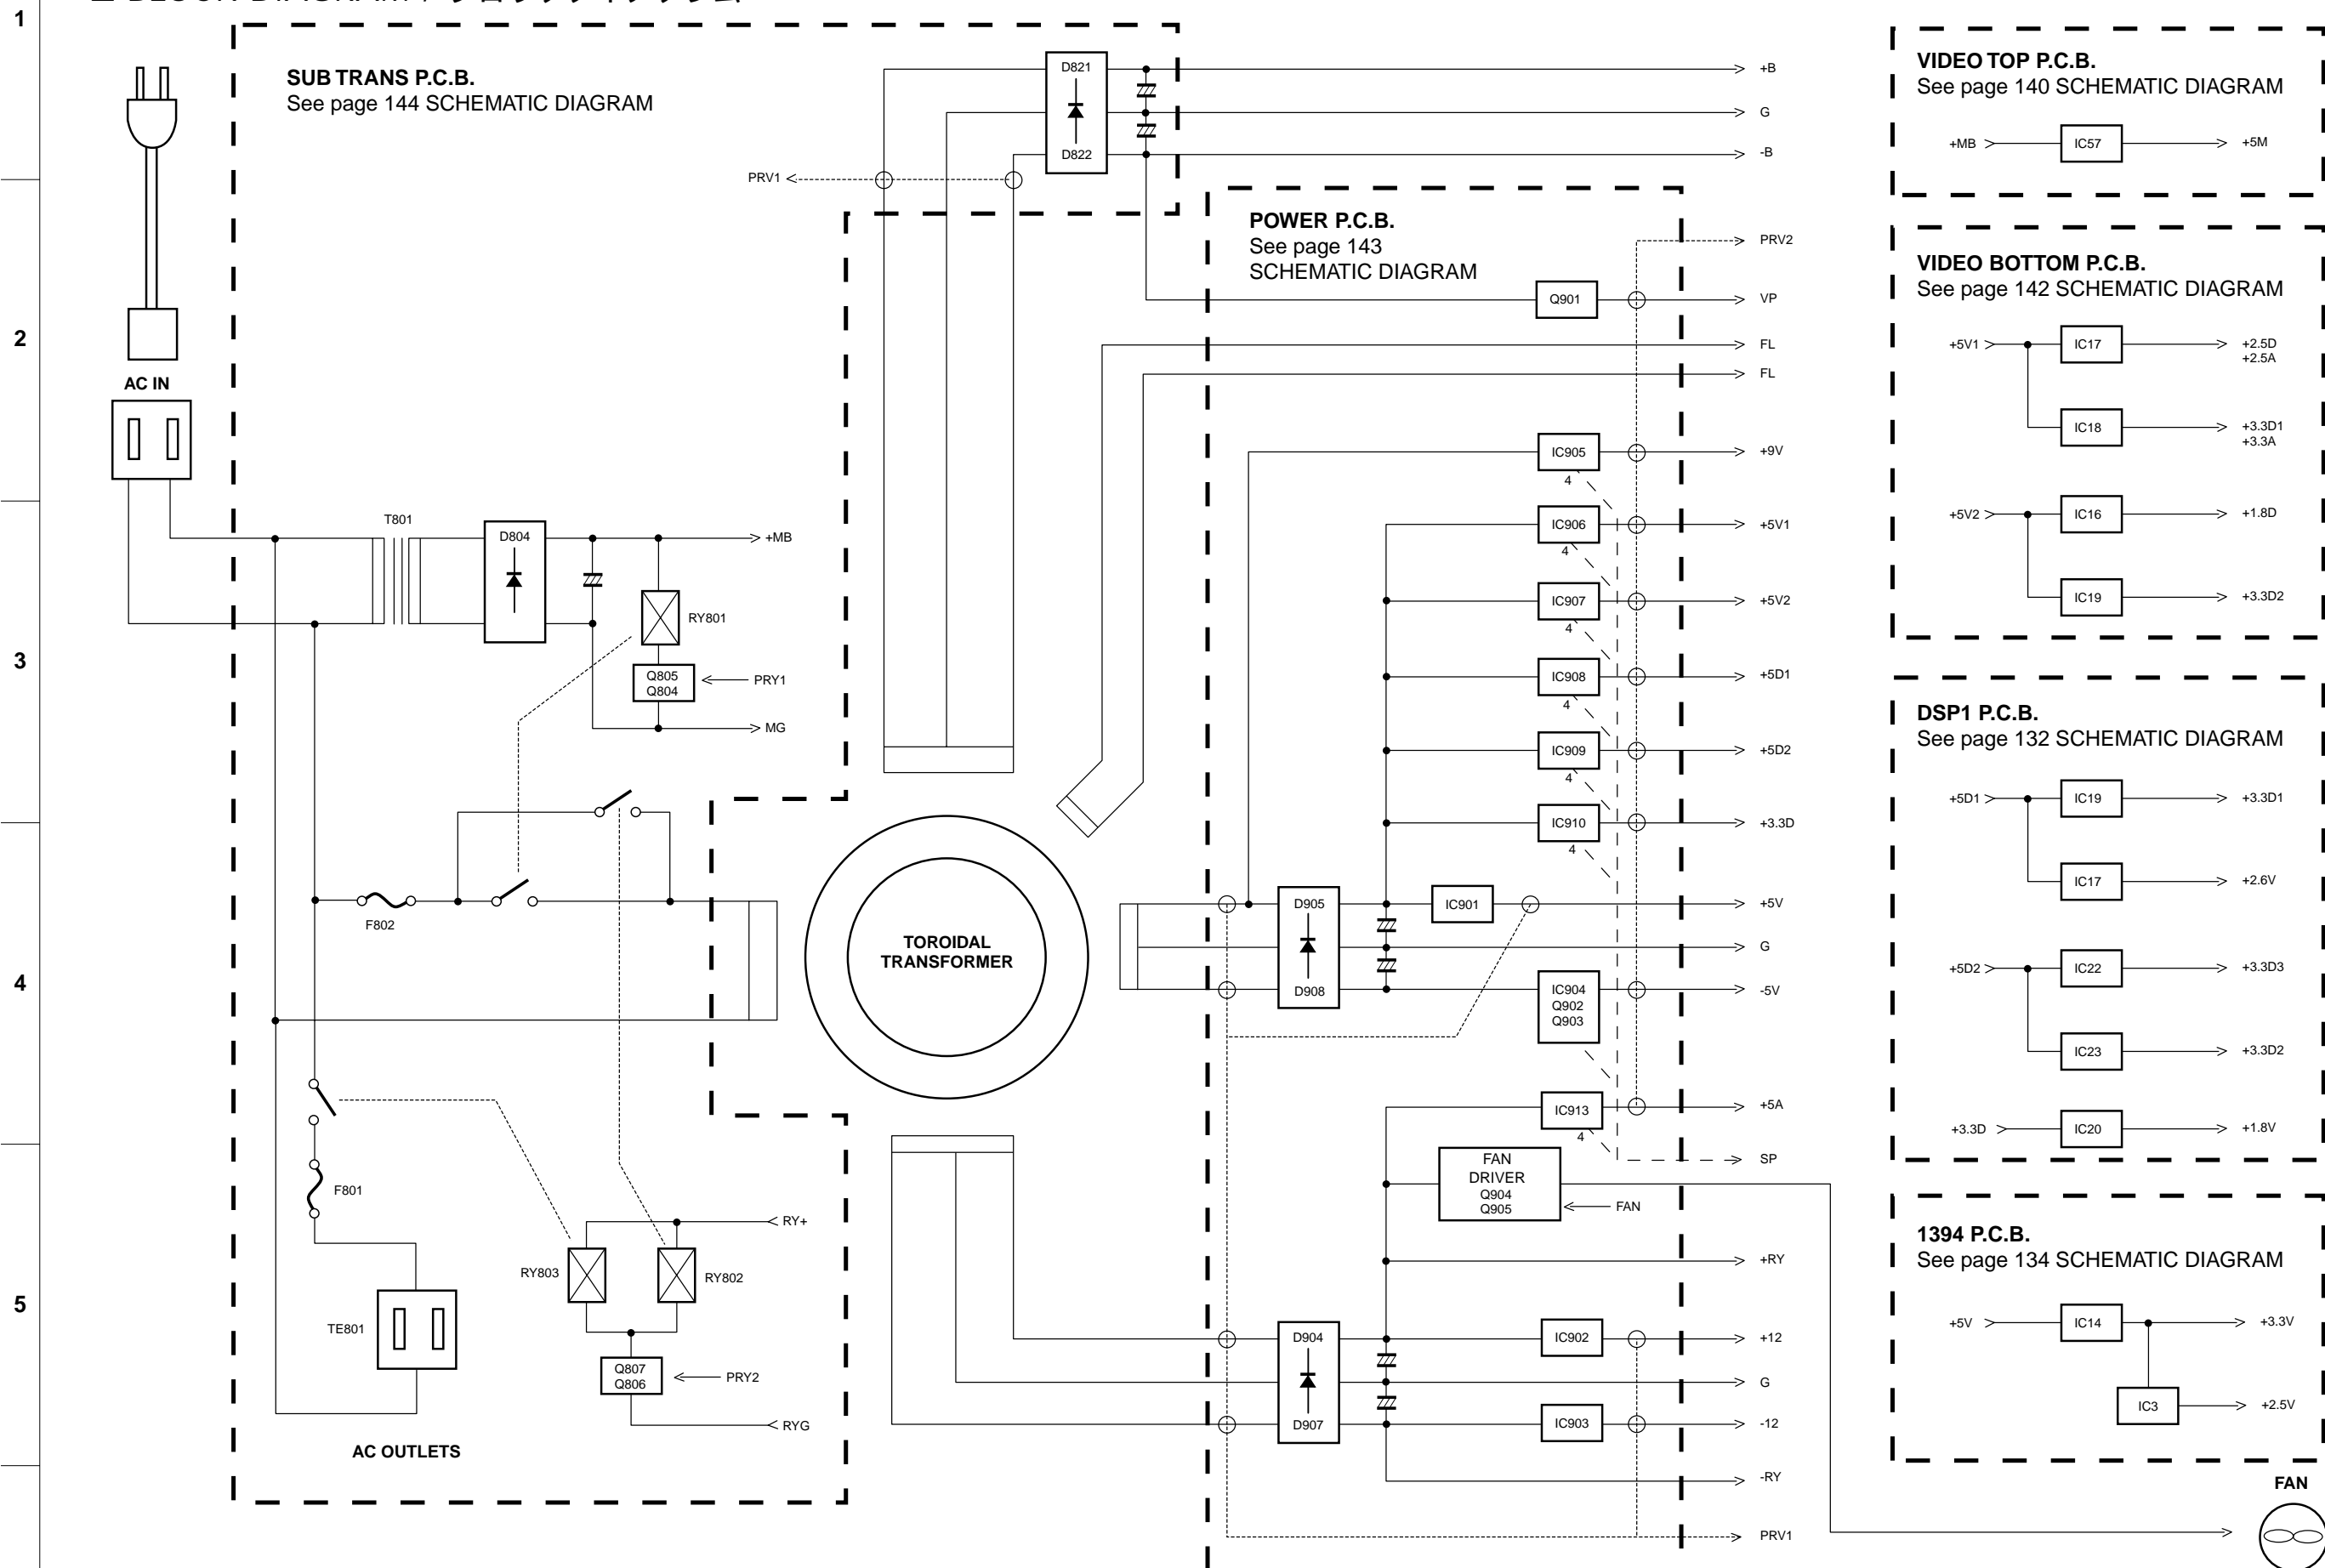 1
2
3
4
5
SUB TRANS P.C.B.
See page 144 SCHEMATIC DIAGRAM
AC IN
T801
D804
+MB
RY801
Q805
Q804
PRY1
MG
F802
F801
TE801
RY803
RY802
RY+
Q807
Q806
PRY2
RYG
AC OUTLETS
PRV1
D821
D822
+B
G
-B
TOROIDAL
TRANSFORMER
POWER P.C.B.
See page 143
SCHEMATIC DIAGRAM
PRV2
Q901
VP
FL
FL
IC905
4
+9V
IC906
4
+5V1
IC907
4
+5V2
IC908
4
+5D1
IC909
4
+5D2
IC910
4
+3.3D
D905
D908
IC901
+5V
G
IC904
Q902
Q903
-5V
IC913
4
+5A
SP
FAN
DRIVER
Q904
Q905
FAN
+RY
D904
D907
IC902
+12
G
IC903
-12
-RY
PRV1
VIDEO TOP P.C.B.
See page 140 SCHEMATIC DIAGRAM
+MB
IC57
+5M
VIDEO BOTTOM P.C.B.
See page 142 SCHEMATIC DIAGRAM
+5V1
IC17
+2.5D
+2.5A
IC18
+3.3D1
+3.3A
+5V2
IC16
+1.8D
IC19
+3.3D2
DSP1 P.C.B.
See page 132 SCHEMATIC DIAGRAM
+5D1
IC19
+3.3D1
IC17
+2.6V
+5D2
IC22
+3.3D3
IC23
+3.3D2
+3.3D
IC20
+1.8V
1394 P.C.B.
See page 134 SCHEMATIC DIAGRAM
+5V
IC14
+3.3V
IC3
+2.5V
FAN